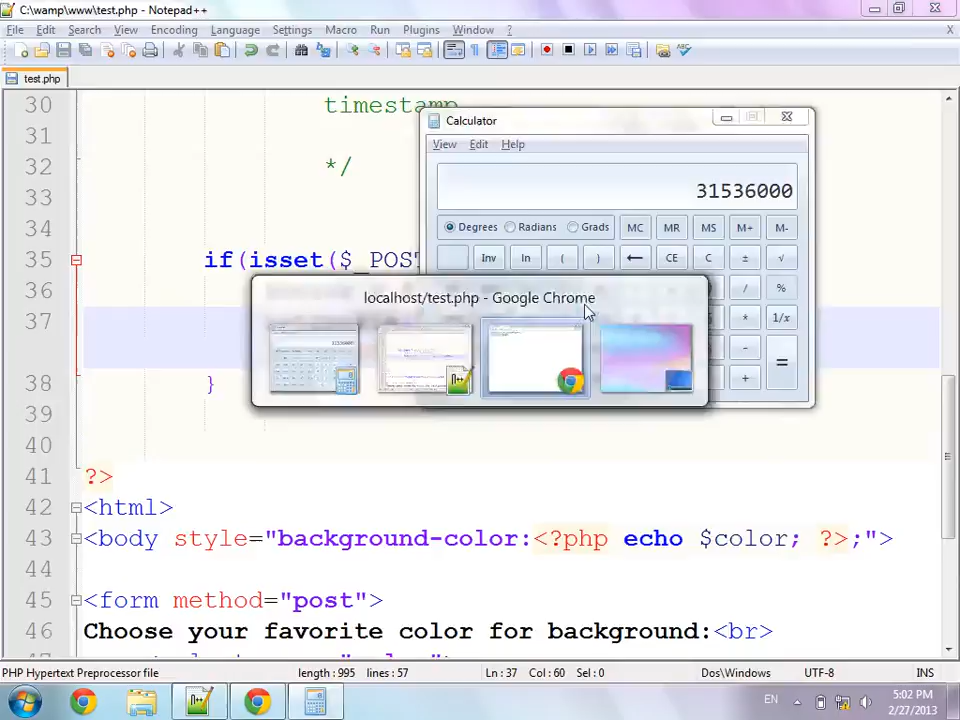 C:\wamp\www\test.php - Notepad++
File Edit Search View Encoding Language Settings Macro Run Plugins Window ? X
test.php
30 timestamp
31
32 */
33
34
35 if(isset($_POST
36
37
38 }
39
40
41 ?>
42 <html>
43 <body style="background-color:<?php echo $color; ?>;">
44
45 <form method="post">
46 Choose your favorite color for background:<br>
Calculator
View Edit Help
31536000
Degrees Radians Grads MC MR MS M+ M-
Inv ln ( ) ← CE C ± √
/ %
* 1/x
- =
+
localhost/test.php - Google Chrome
PHP Hypertext Preprocessor file length : 995 lines : 57 Ln : 37 Col : 60 Sel : 0 Dos\Windows UTF-8 INS
EN 5:02 PM
2/27/2013